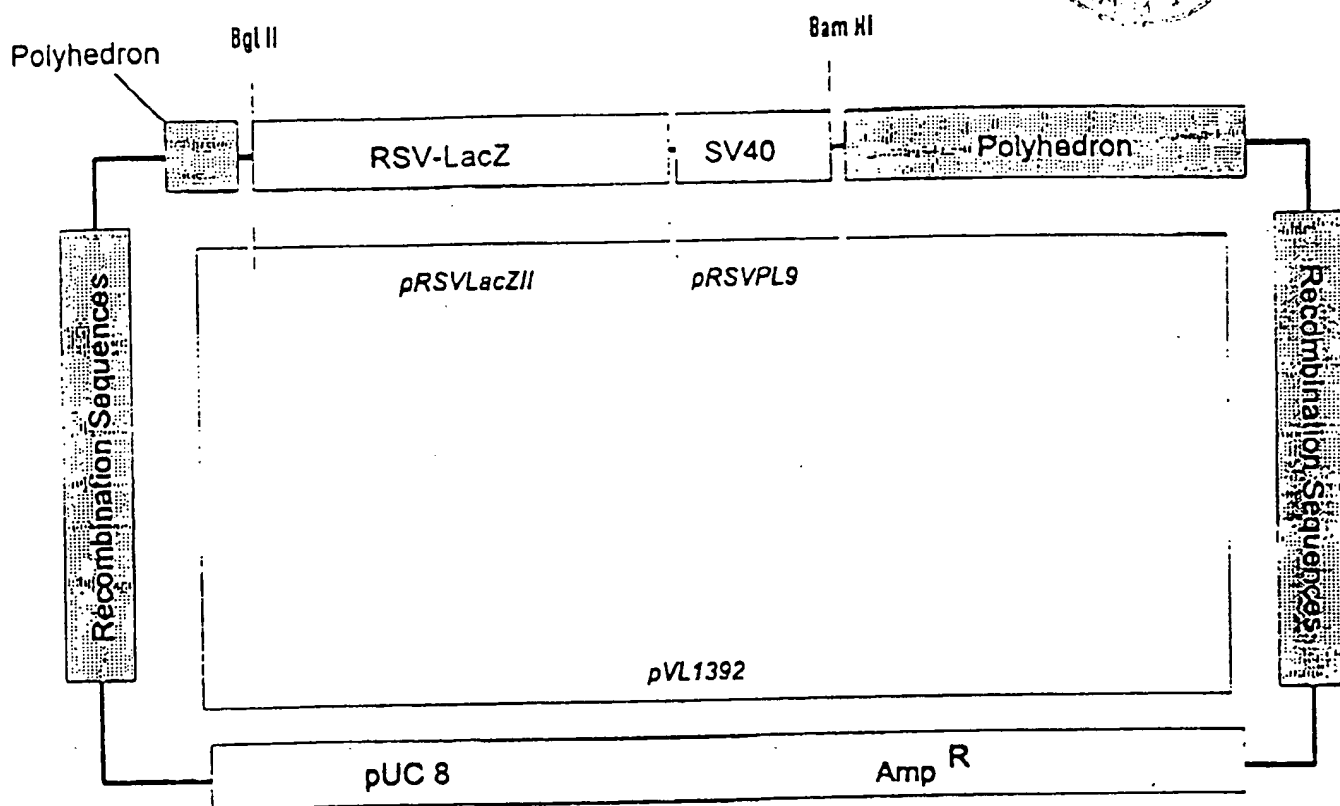 Polyhedron
Bgl II
Bam HI
RSV-LacZ
SV40
Polyhedron
pRSVLacZII
pRSVPL9
Recombination Sequences
Recombination Sequences
pVL1392
pUC 8
Amp R